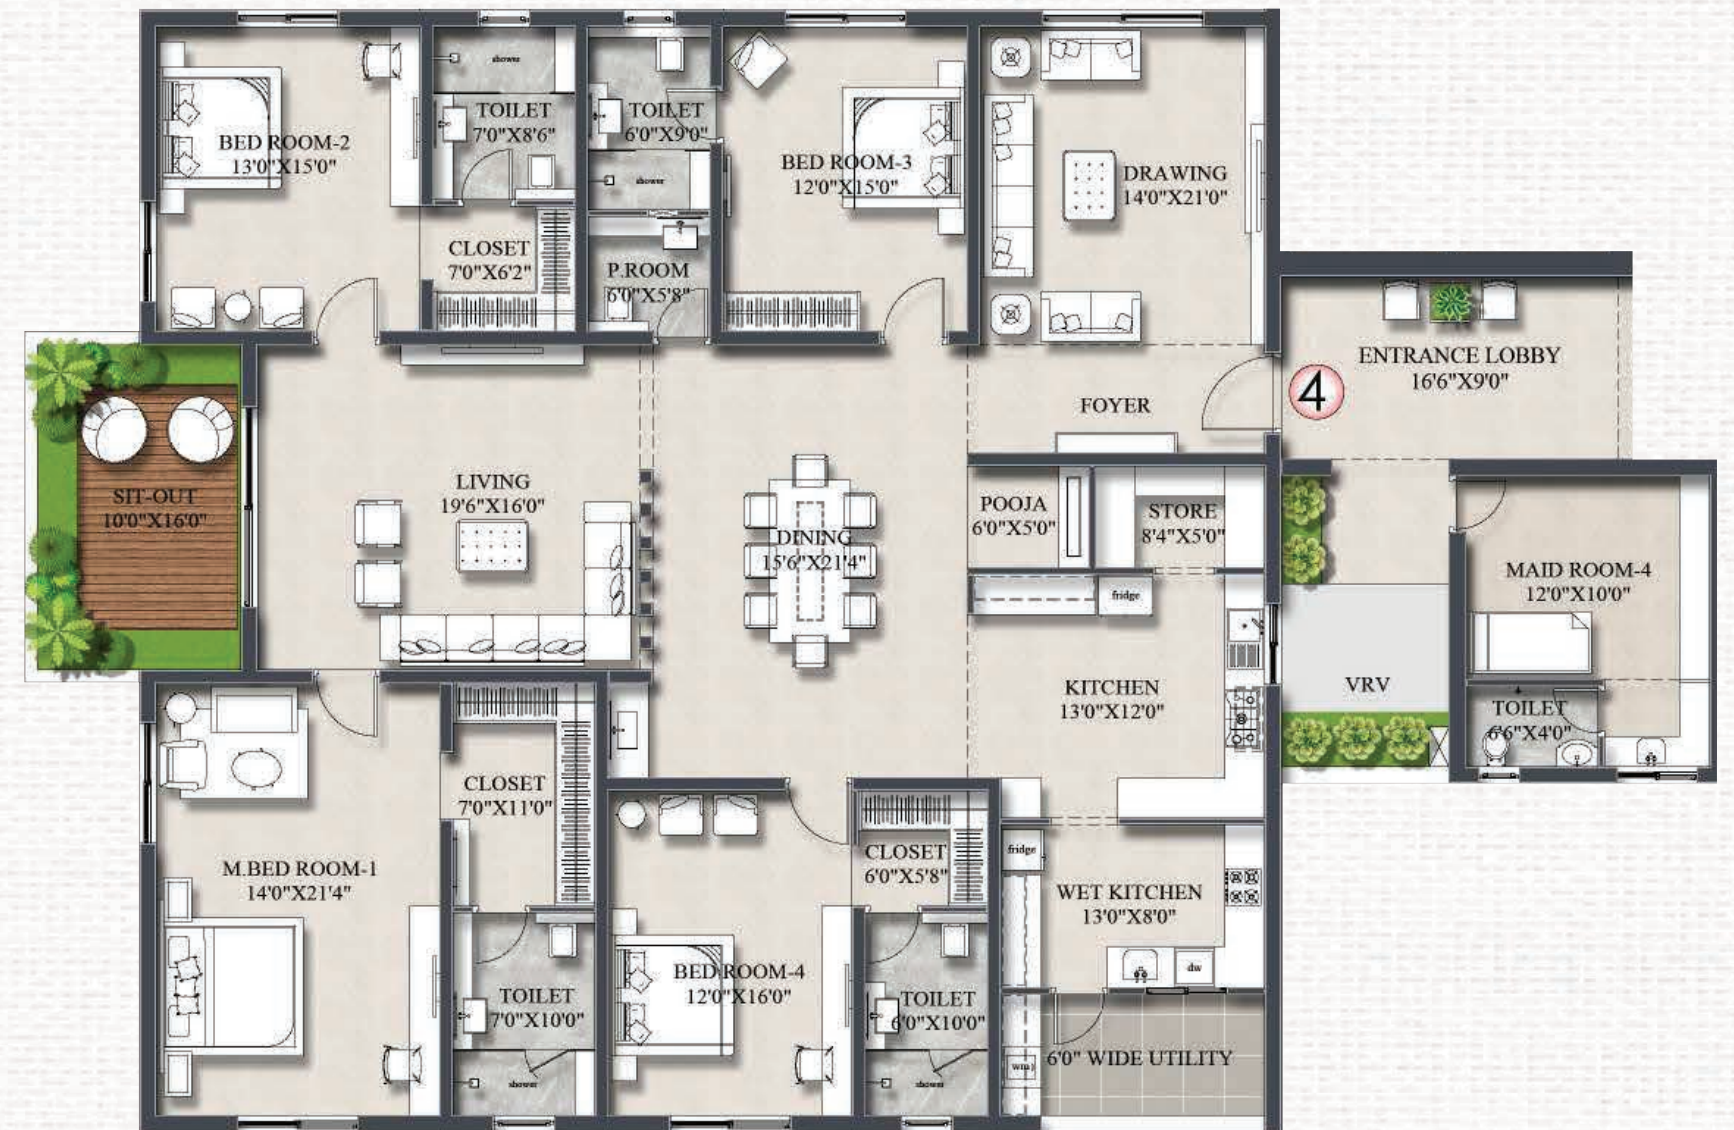 shower
TOILET
7'0"X8'6"
TOILET
6'0"X9'0"
shower
BED ROOM-2
13'0"X15'0"
BED ROOM-3
12'0"X15'0"
DRAWING
14'0"X21'0"
CLOSET
7'0"X6'2"
P.ROOM
6'0"X5'8"
ENTRANCE LOBBY
16'6"X9'0"
4
FOYER
SIT-OUT
10'0"X16'0"
LIVING
19'6"X16'0"
DINING
15'6"X21'4"
POOJA
6'0"X5'0"
STORE
8'4"X5'0"
fridge
MAID ROOM-4
12'0"X10'0"
KITCHEN
13'0"X12'0"
VRV
TOILET
6'6"X4'0"
CLOSET
7'0"X11'0"
M.BED ROOM-1
14'0"X21'4"
CLOSET
6'0"X5'8"
fridge
WET KITCHEN
13'0"X8'0"
dw
BED ROOM-4
12'0"X16'0"
TOILET
7'0"X10'0"
TOILET
6'0"X10'0"
6'0" WIDE UTILITY
wm
shower
shower